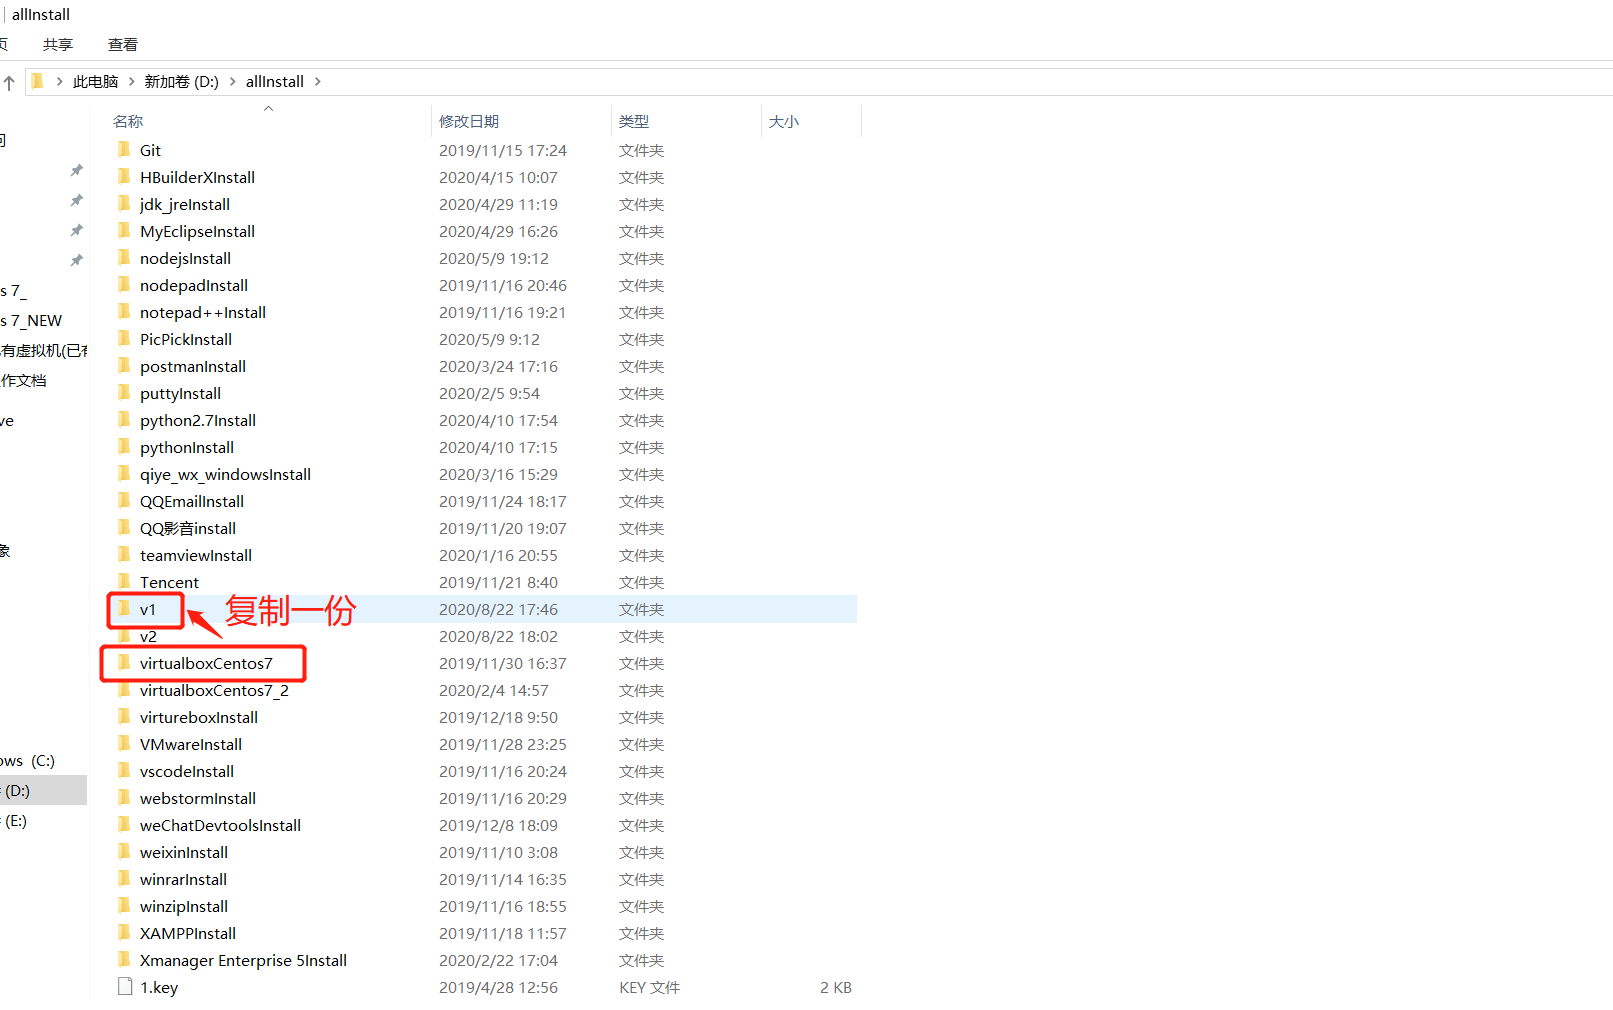 allInstall
页 共享 查看
此电脑 新加卷 (D:) allInstall
名称 修改日期 类型 大小
Git 2019/11/15 17:24 文件夹
HBuilderXInstall 2020/4/15 10:07 文件夹
jdk_jreInstall 2020/4/29 11:19 文件夹
MyEclipseInstall 2020/4/29 16:26 文件夹
nodejsInstall 2020/5/9 19:12 文件夹
nodepadInstall 2019/11/16 20:46 文件夹
notepad++Install 2019/11/16 19:21 文件夹
PicPickInstall 2020/5/9 9:12 文件夹
postmanInstall 2020/3/24 17:16 文件夹
puttyInstall 2020/2/5 9:54 文件夹
python2.7Install 2020/4/10 17:54 文件夹
pythonInstall 2020/4/10 17:15 文件夹
qiye_wx_windowsInstall 2020/3/16 15:29 文件夹
QQEmailInstall 2019/11/24 18:17 文件夹
QQ影音install 2019/11/20 19:07 文件夹
teamviewInstall 2020/1/16 20:55 文件夹
Tencent 2019/11/21 8:40 文件夹
v1 复制一份 2020/8/22 17:46 文件夹
v2 2020/8/22 18:02 文件夹
virtualboxCentos7 2019/11/30 16:37 文件夹
virtualboxCentos7_2 2020/2/4 14:57 文件夹
virtureboxInstall 2019/12/18 9:50 文件夹
VMwareInstall 2019/11/28 23:25 文件夹
vscodeInstall 2019/11/16 20:24 文件夹
webstormInstall 2019/11/16 20:29 文件夹
weChatDevtoolsInstall 2019/12/8 18:09 文件夹
weixinInstall 2019/11/10 3:08 文件夹
winrarInstall 2019/11/14 16:35 文件夹
winzipInstall 2019/11/16 18:55 文件夹
XAMPPInstall 2019/11/18 11:57 文件夹
Xmanager Enterprise 5Install 2020/2/22 17:04 文件夹
1.key 2019/4/28 12:56 KEY 文件 2 KB
s 7_
s 7_NEW
有虚拟机(已有
作文档
ve
象
ows (C:)
(D:)
(E:)